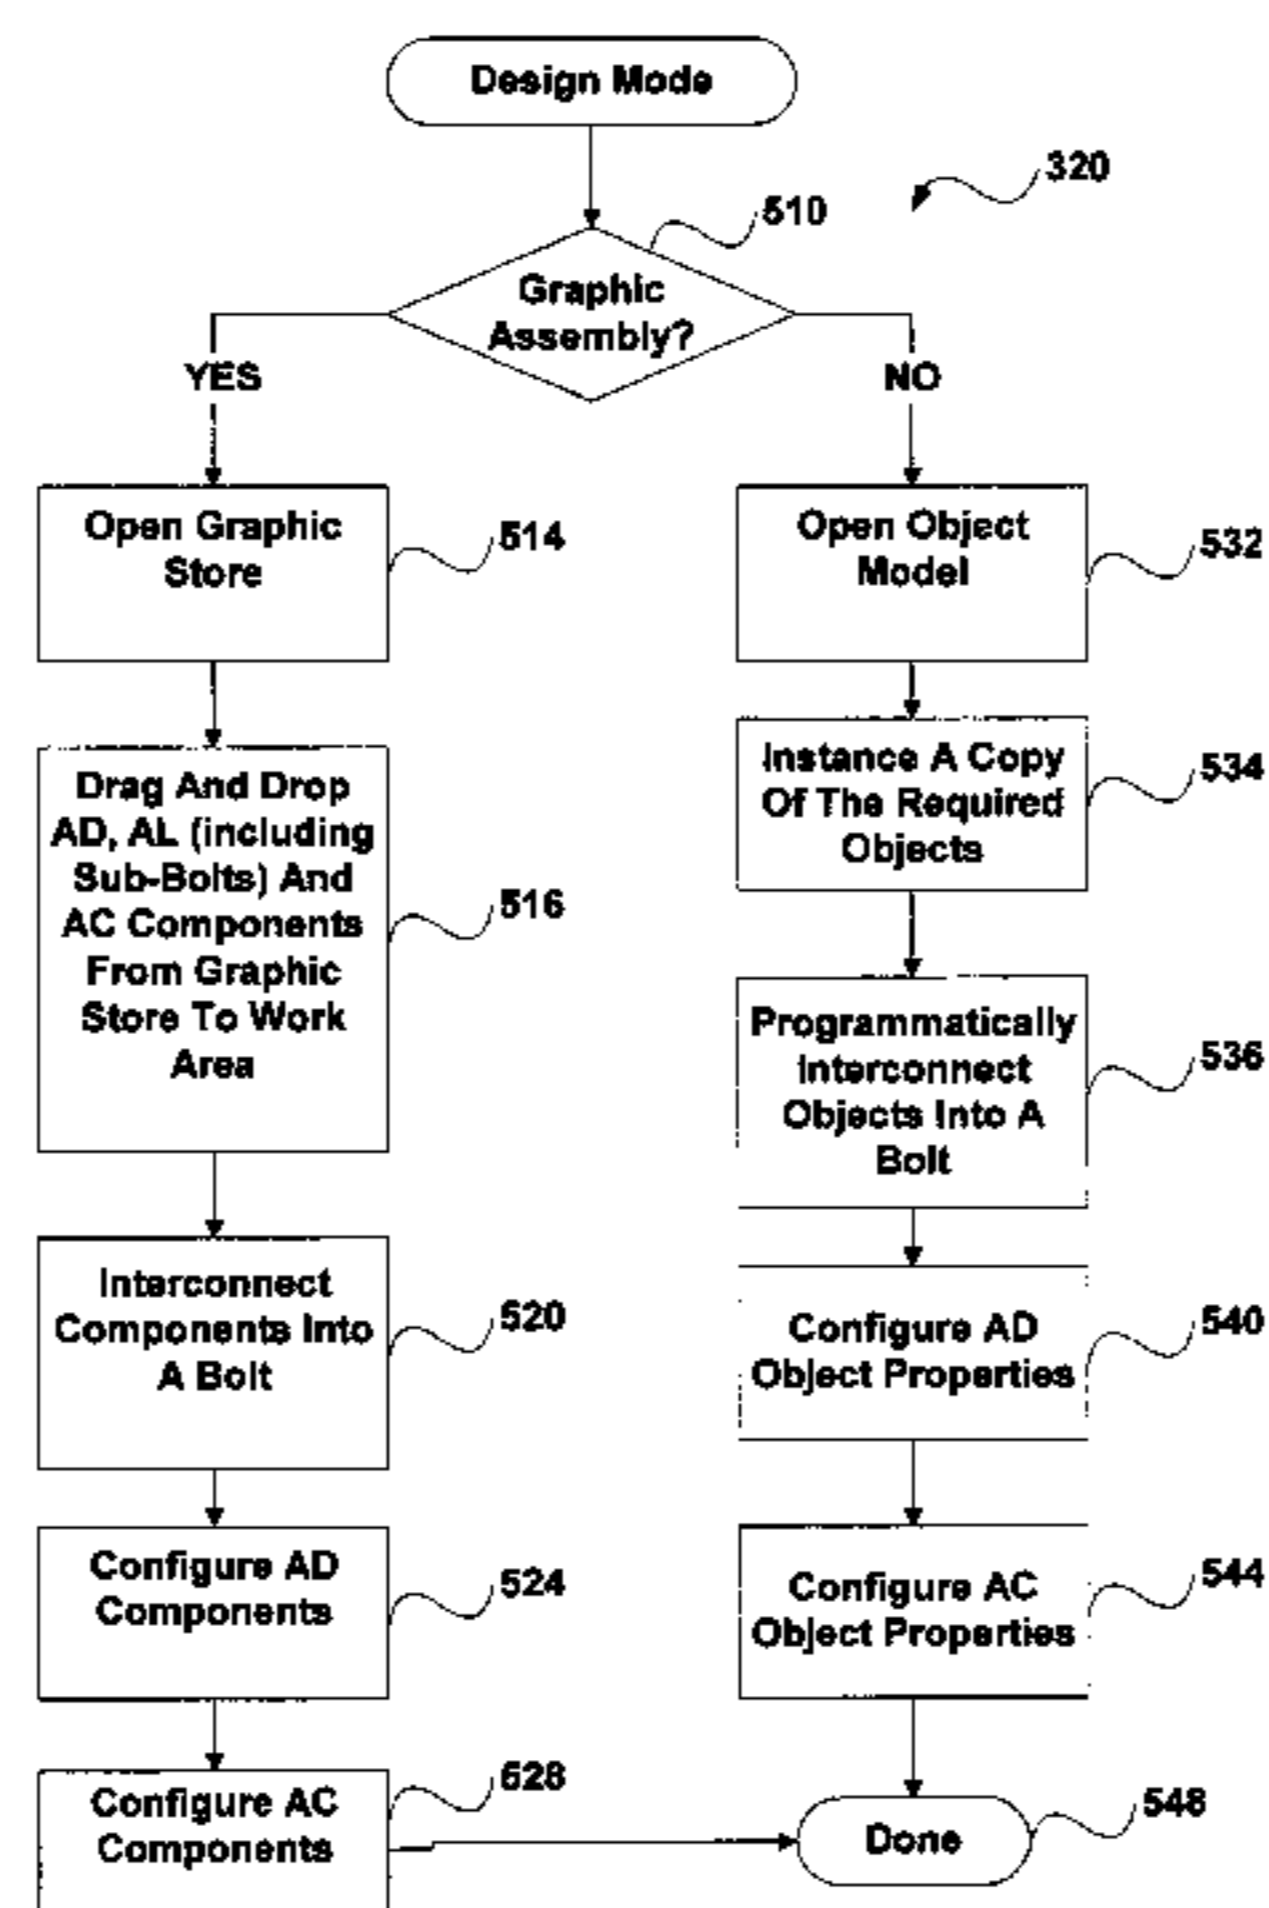 Design Mode
320
510
Graphic
Assembly?
YES
NO
Open Graphic
Store
514
Open Object
Model
532
Drag And Drop
AD, AL (including
Sub-Bolts) And
AC Components
From Graphic
Store To Work
Area
516
Instance A Copy
Of The Required
Objects
534
Programmatically
Interconnect
Objects Into A
Bolt
536
Interconnect
Components Into
A Bolt
520
Configure AD
Object Properties
540
Configure AD
Components
524
Configure AC
Object Properties
544
Configure AC
Components
528
Done
548